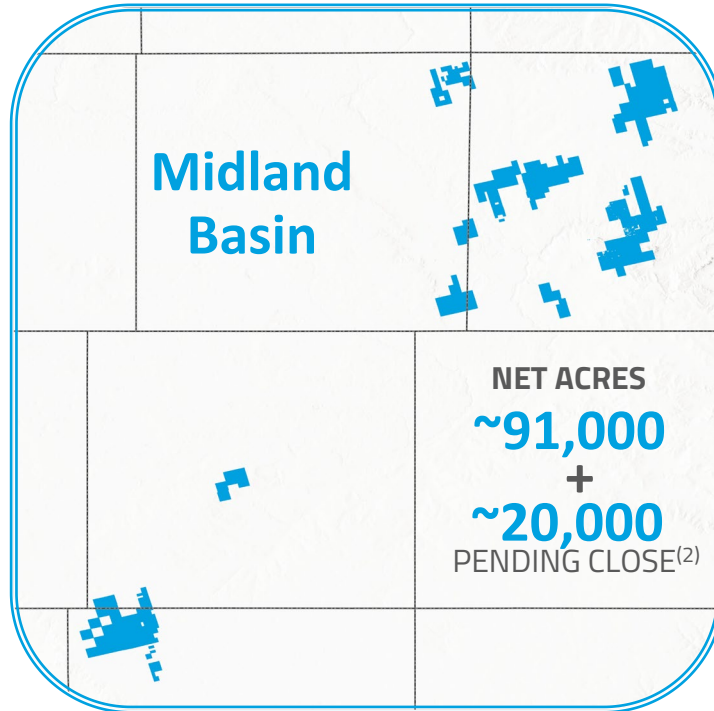 Midland
Basin
NET ACRES
~91,000
+
~20,000
PENDING CLOSE(2)